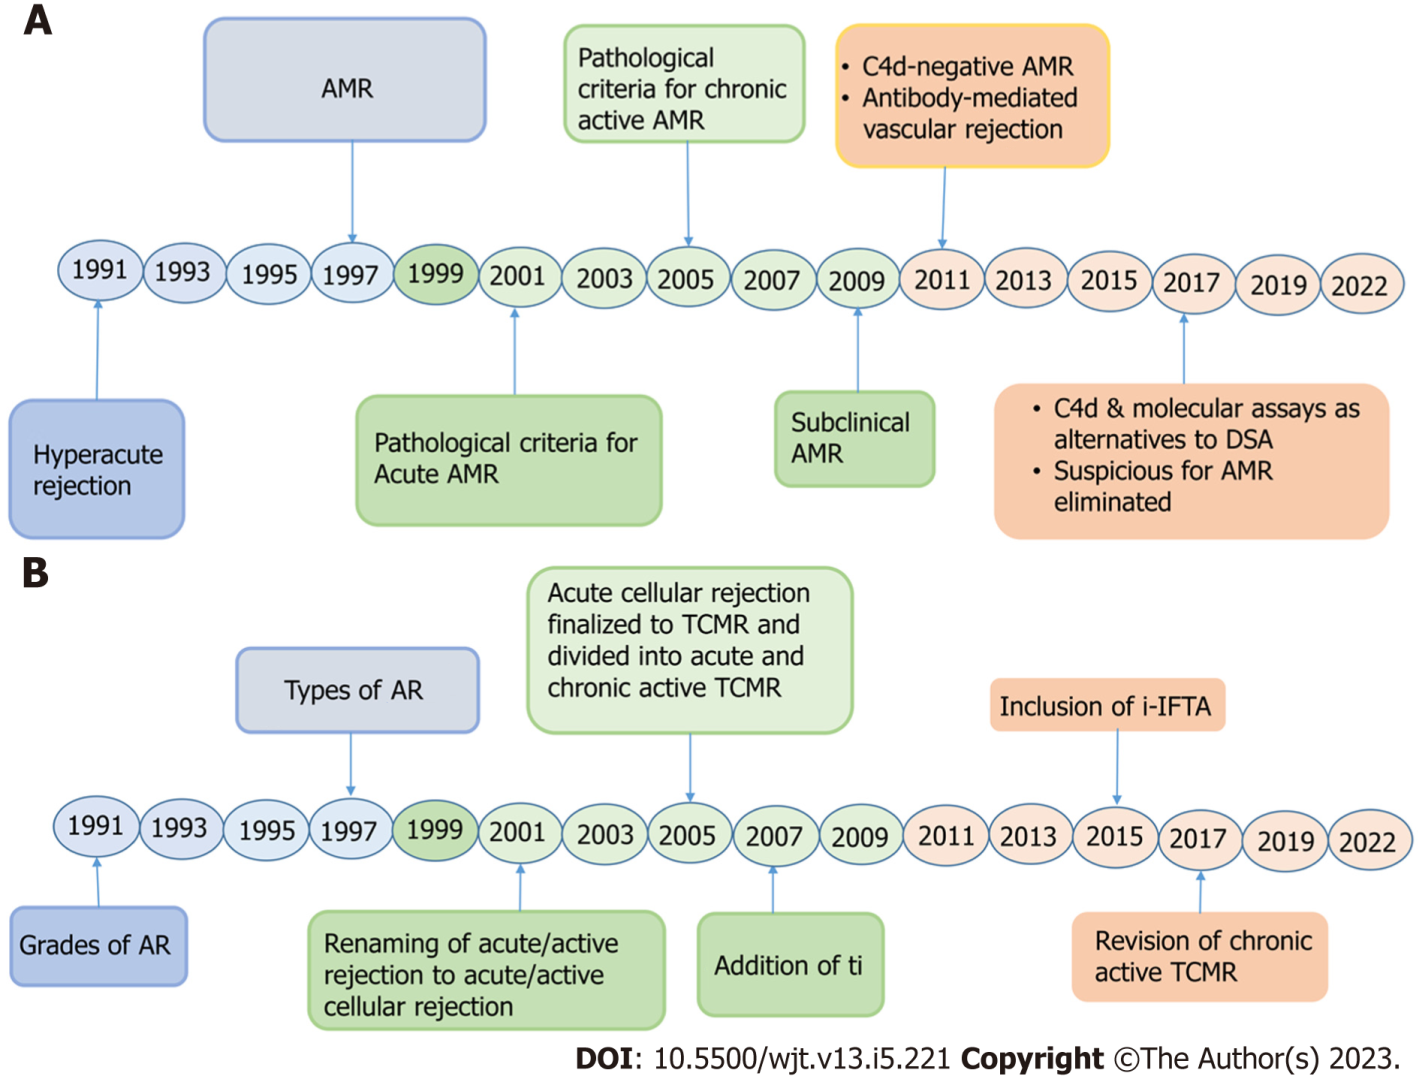 A
AMR
Pathological
criteria for chronic
active AMR
• C4d-negative AMR
• Antibody-mediated
vascular rejection
1991 1993 1995 1997 1999 2001 2003 2005 2007 2009 2011 2013 2015 2017 2019 2022
Hyperacute
rejection
Pathological criteria for
Acute AMR
Subclinical
AMR
• C4d & molecular assays as
alternatives to DSA
• Suspicious for AMR
eliminated
B
Types of AR
Acute cellular rejection
finalized to TCMR and
divided into acute and
chronic active TCMR
Inclusion of i-IFTA
1991 1993 1995 1997 1999 2001 2003 2005 2007 2009 2011 2013 2015 2017 2019 2022
Grades of AR
Renaming of acute/active
rejection to acute/active
cellular rejection
Addition of ti
Revision of chronic
active TCMR
DOI: 10.5500/wjt.v13.i5.221 Copyright ©The Author(s) 2023.